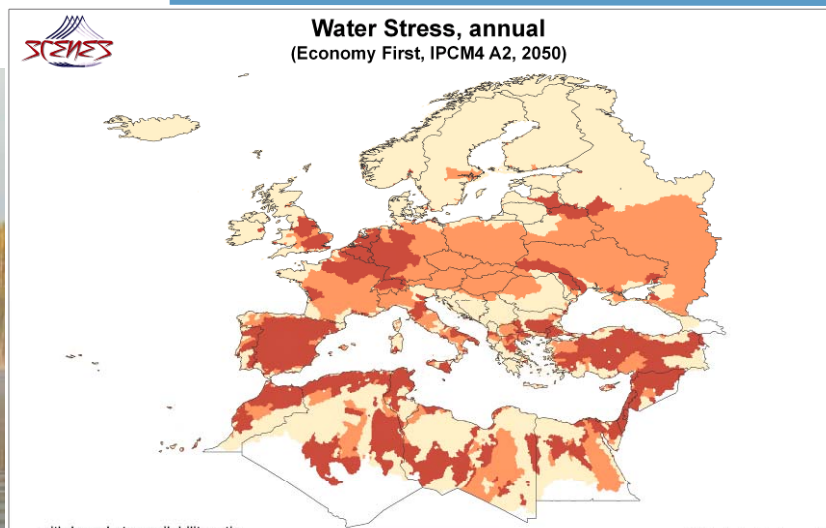 SCENES
Water Stress, annual
(Economy First, IPCM4 A2, 2050)